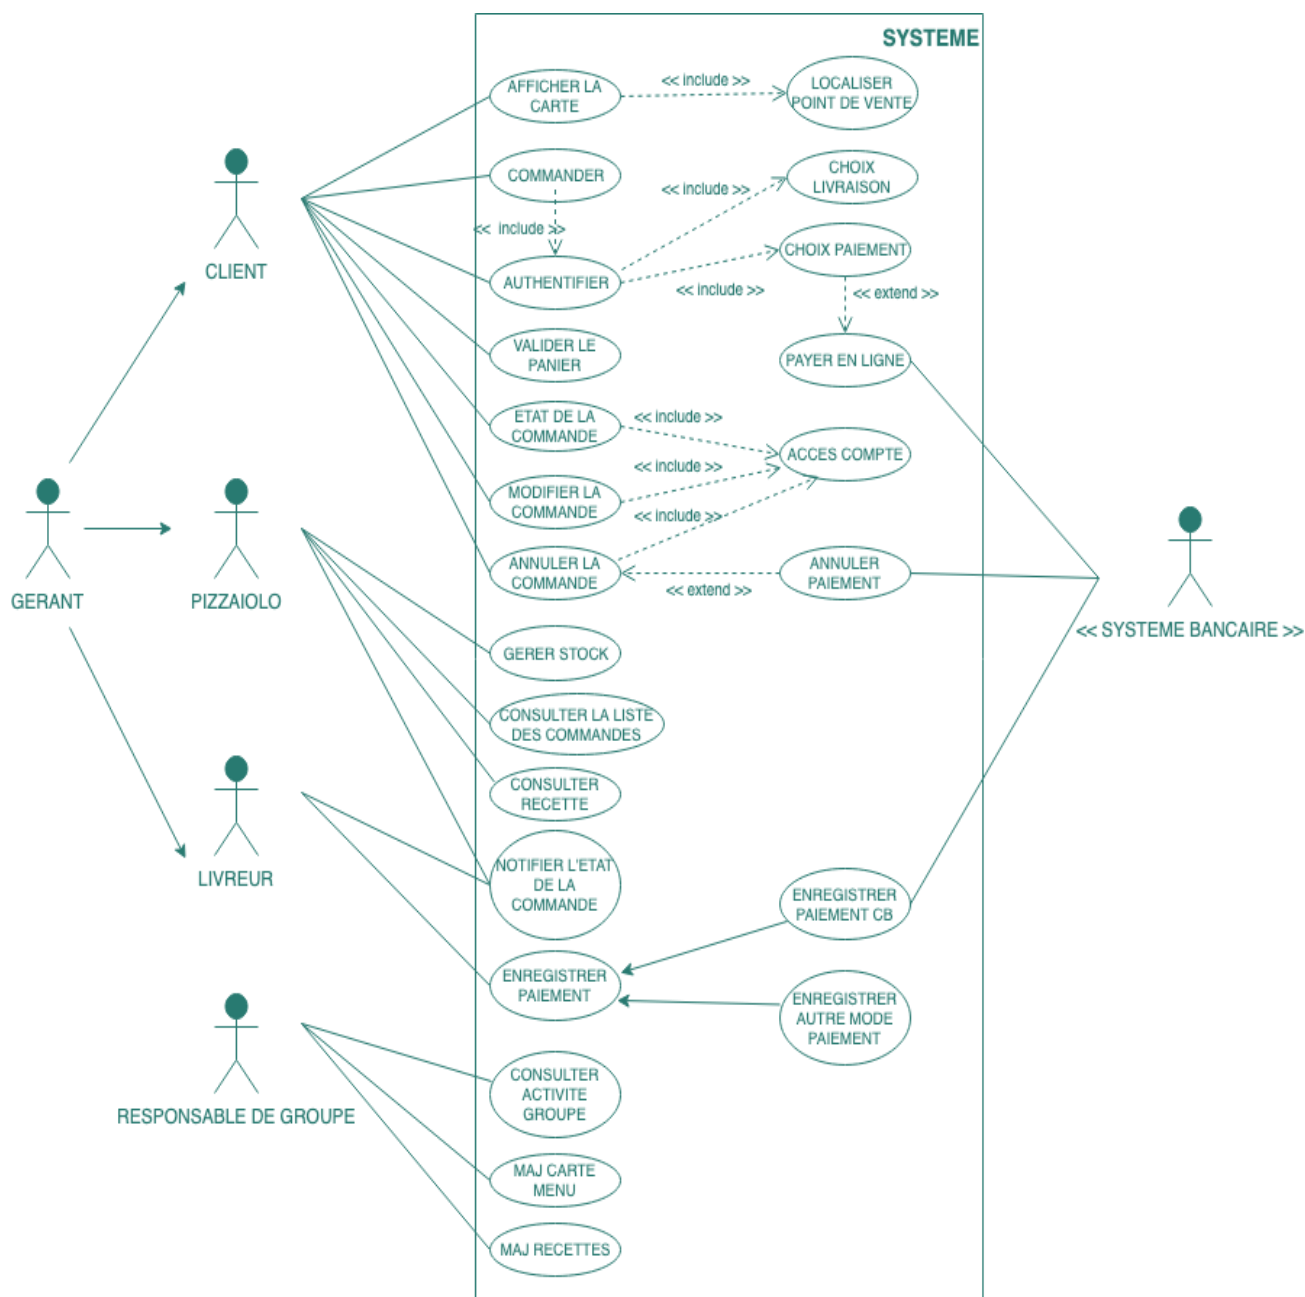 SYSTEME
AFFICHER LA
CARTE
<< include >>
LOCALISER
POINT DE VENTE
COMMANDER
<< include >>
CHOIX
LIVRAISON
<< include >>
CHOIX PAIEMENT
CLIENT
AUTHENTIFIER
<< include >>
<< extend >>
VALIDER LE
PANIER
PAYER EN LIGNE
ETAT DE LA
COMMANDE
<< include >>
ACCES COMPTE
<< include >>
MODIFIER LA
COMMANDE
<< include >>
ANNULER LA
COMMANDE
<< extend >>
ANNULER
PAIEMENT
GERANT
PIZZAIOLO
<< SYSTEME BANCAIRE >>
GERER STOCK
CONSULTER LA LISTE
DES COMMANDES
CONSULTER
RECETTE
LIVREUR
NOTIFIER L'ETAT
DE LA
COMMANDE
ENREGISTRER
PAIEMENT CB
ENREGISTRER
PAIEMENT
ENREGISTRER
AUTRE MODE
PAIEMENT
RESPONSABLE DE GROUPE
CONSULTER
ACTIVITE
GROUPE
MAJ CARTE
MENU
MAJ RECETTES